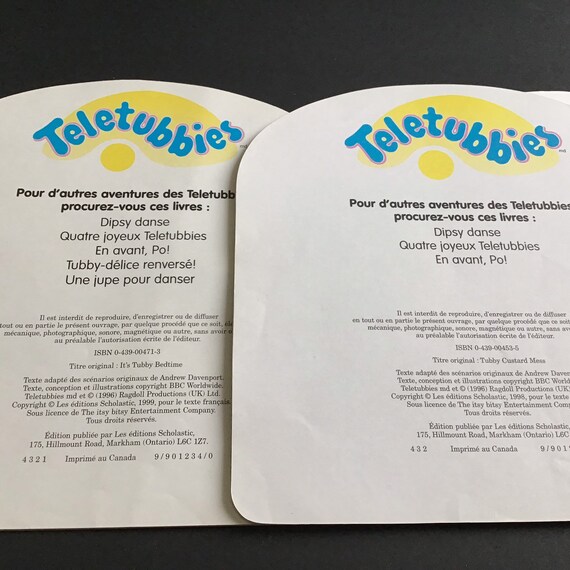 Teletubbies
Pour d'autres aventures des Teletubb
procurez-vous ces livres :
Dipsy danse
Quatre joyeux Teletubbies
En avant, Po!
Tubby-délice renversé!
Une jupe pour danser
Il est interdit de reproduire, d'enregistrer ou de diffuser
en tout ou en partie le présent ouvrage, par quelque procédé que ce soit,
mécanique, photographique, sonore, magnétique ou autre, sans avoir
au préalable l'autorisation écrite de l'éditeur.
ISBN 0-439-00471-3
Titre original : It's Tubby Bedtime
Texte adapté des scénarios originaux de Andrew Davenport.
Texte, conception et illustrations copyright BBC Worldwide.
Teletubbies md et © (1996) Ragdoll Productions (UK) Ltd.
Copyright © Les éditions Scholastic, 1999, pour le texte français.
Sous licence de The itsy bitsy Entertainment Company.
Tous droits réservés.
Édition publiée par Les éditions Scholastic,
175, Hillmount Road, Markham (Ontario) L6C 1Z7.
4 3 2 1 Imprimé au Canada 9 / 9 0 1 2 3 4 / 0
Teletubbies
Pour d'autres aventures des Teletubbies
procurez-vous ces livres :
Dipsy danse
Quatre joyeux Teletubbies
En avant, Po!
Il est interdit de reproduire, d'enregistrer ou de diffuser
en tout ou en partie le présent ouvrage, par quelque procédé que ce soit,
mécanique, photographique, sonore, magnétique ou autre, sans
au préalable l'autorisation écrite de l'éditeur.
ISBN 0-439-00453-5
Titre original : Tubby Custard Mess
Texte adapté des scénarios originaux de Andrew Davenport.
Texte, conception et illustrations copyright BBC World
Teletubbies md et © (1996) Ragdoll Productions (UK)
Copyright © Les éditions Scholastic, 1998, pour le texte
Sous licence de The itsy bitsy Entertainment Com
Tous droits réservés.
Édition publiée par Les éditions Scholastic,
175, Hillmount Road, Markham (Ontario) L6C
4 3 2 Imprimé au Canada 9 / 9